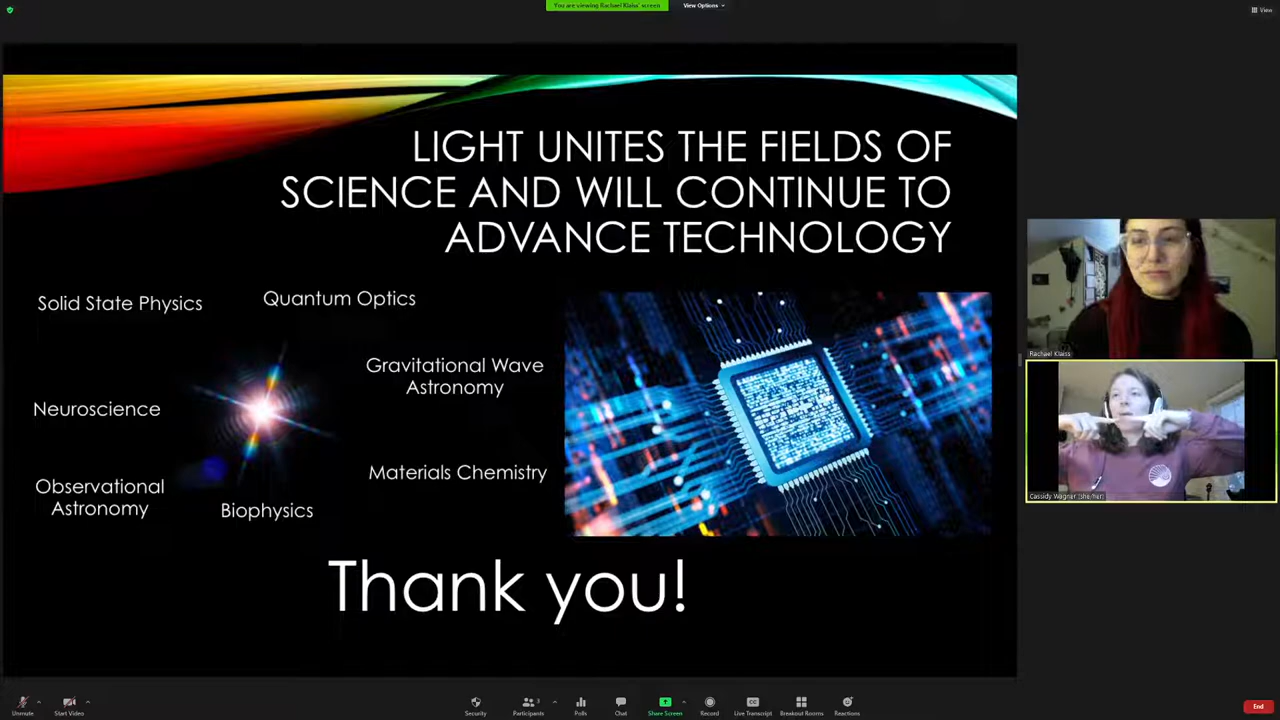 You are viewing Rachael Klaiss' screen
View Options
View
LIGHT UNITES THE FIELDS OF
SCIENCE AND WILL CONTINUE TO
ADVANCE TECHNOLOGY
Solid State Physics
Quantum Optics
Gravitational Wave
Astronomy
Neuroscience
Materials Chemistry
Observational
Astronomy
Biophysics
Thank you!
Rachael Klaiss
Cassidy Wagner (she/her)
Unmute
Start Video
Security
Participants
3
Polls
Chat
Share Screen
Record
Live Transcript
Breakout Rooms
Reactions
End